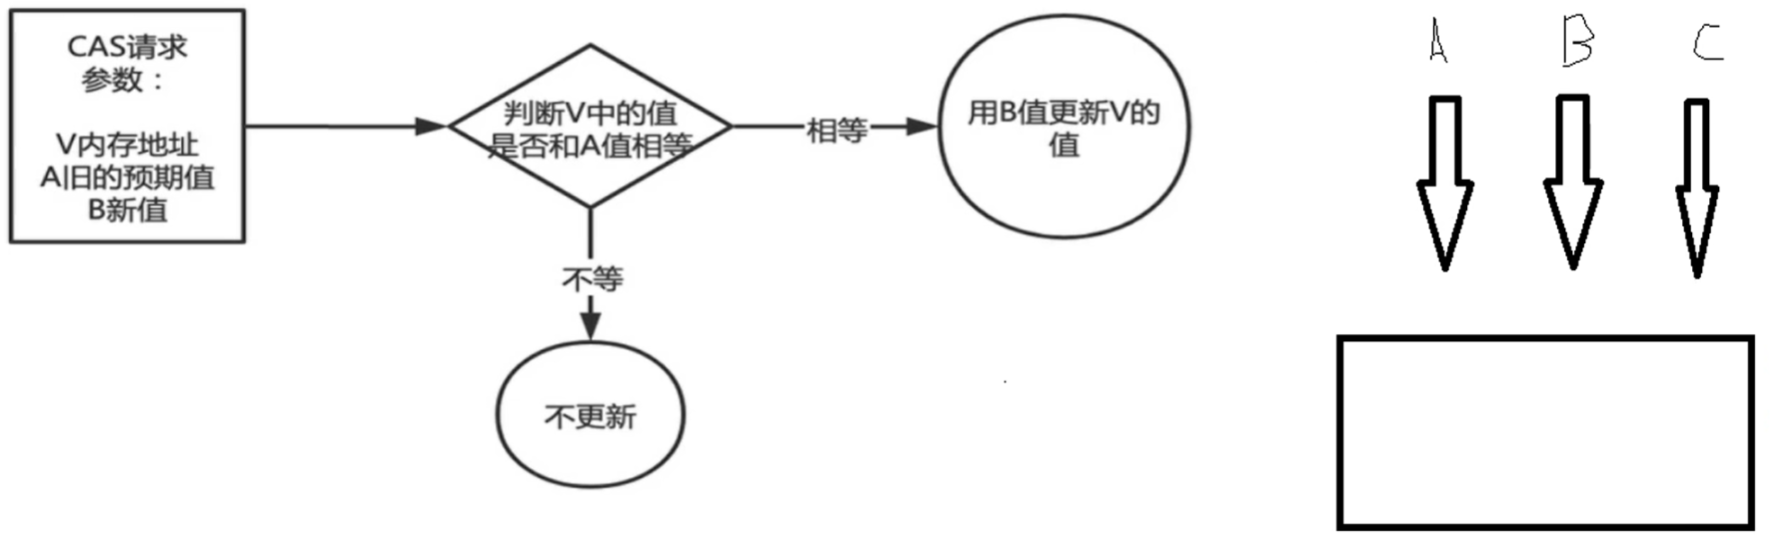 CAS请求
参数：
V内存地址
A旧的预期值
B新值
判断V中的值
是否和A值相等
相等
用B值更新V的
值
不等
不更新
A
B
C